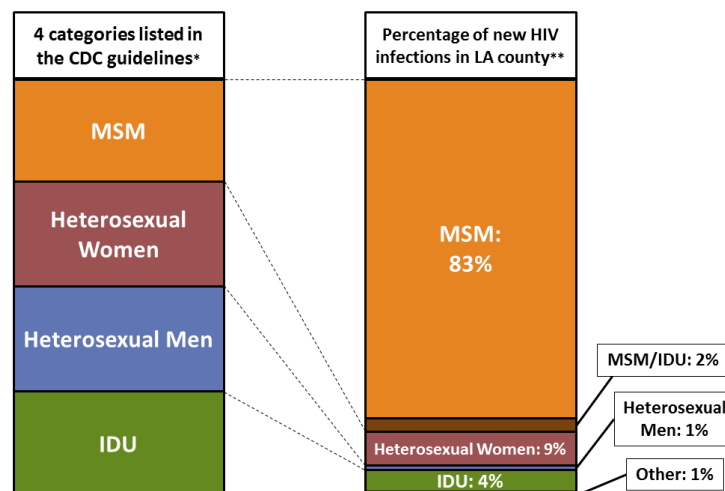 4 categories listed in
the CDC guidelines*
MSM
Heterosexual
Women
Heterosexual Men
IDU
Percentage of new HIV
infections in LA county**
MSM:
83%
Heterosexual Women: 9%
IDU: 4%
MSM/IDU: 2%
Heterosexual
Men: 1%
Other: 1%